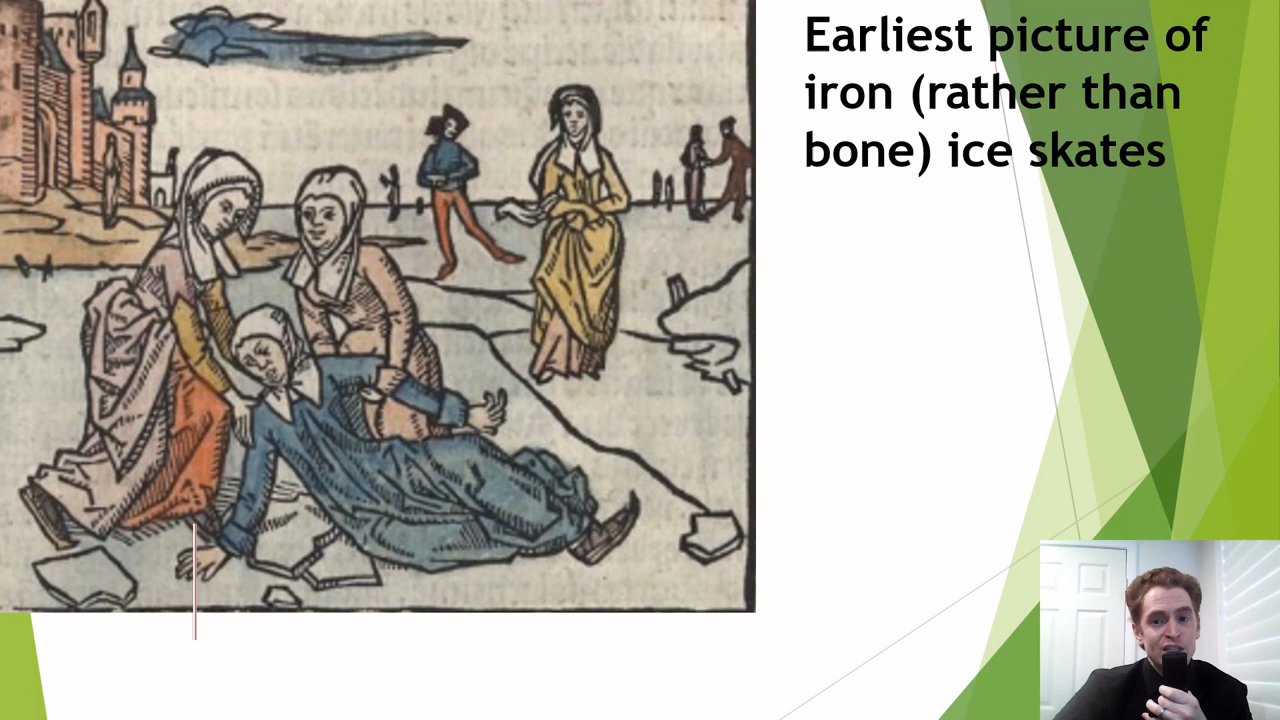 Earliest picture of
iron (rather than
bone) ice skates